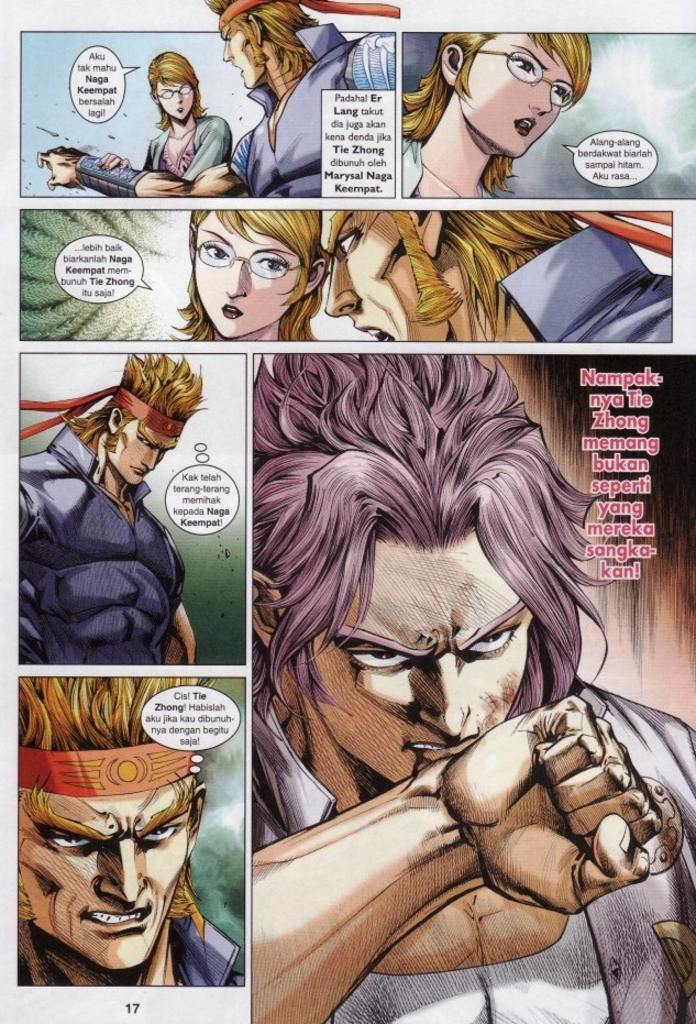 Aku
tak mahu
Naga
Keempat
bersalah
lagi!
Padahal Er
Lang takut
dia juga akan
kena denda jika
Tie Zhong
dibunuh oleh
Marysal Naga
Keempat.
Alang-alang
berdakwat biarlah
sampai hitam.
Aku rasa...
...lebih baik
biarkanlah Naga
Keempat mem-
bunuh Tie Zhong
itu saja!
Kak telah
terang-terang
memihak
kepada Naga
Keempat!
Cis! Tie
Zhong! Habislah
aku jika kau dibunuh-
nya dengan begitu
saja!
Nampak-
nya Tie
Zhong
memang
bukan
seperti
yang
mereka
sangka-
kan!
17